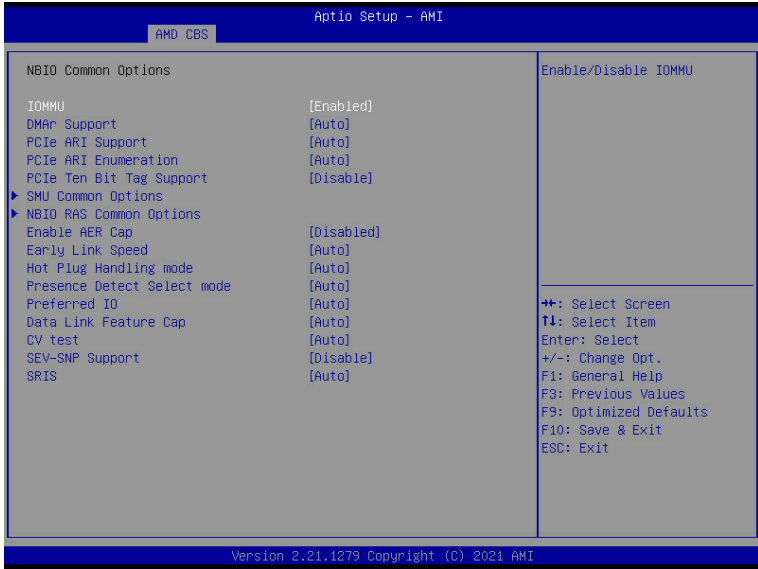 Aptio Setup - AMI
AMD CBS
NBIO Common Options
IOMMU [Enabled]
DMAr Support [Auto]
PCIe ARI Support [Auto]
PCIe ARI Enumeration [Auto]
PCIe Ten Bit Tag Support [Disable]
SMU Common Options
NBIO RAS Common Options
Enable AER Cap [Disabled]
Early Link Speed [Auto]
Hot Plug Handling mode [Auto]
Presence Detect Select mode [Auto]
Preferred IO [Auto]
Data Link Feature Cap [Auto]
CV test [Auto]
SEV-SNP Support [Disable]
SRIS [Auto]
Enable/Disable IOMMU
→←: Select Screen
↑↓: Select Item
Enter: Select
+/-: Change Opt.
F1: General Help
F3: Previous Values
F9: Optimized Defaults
F10: Save & Exit
ESC: Exit
Version 2.21.1279 Copyright (C) 2021 AMI